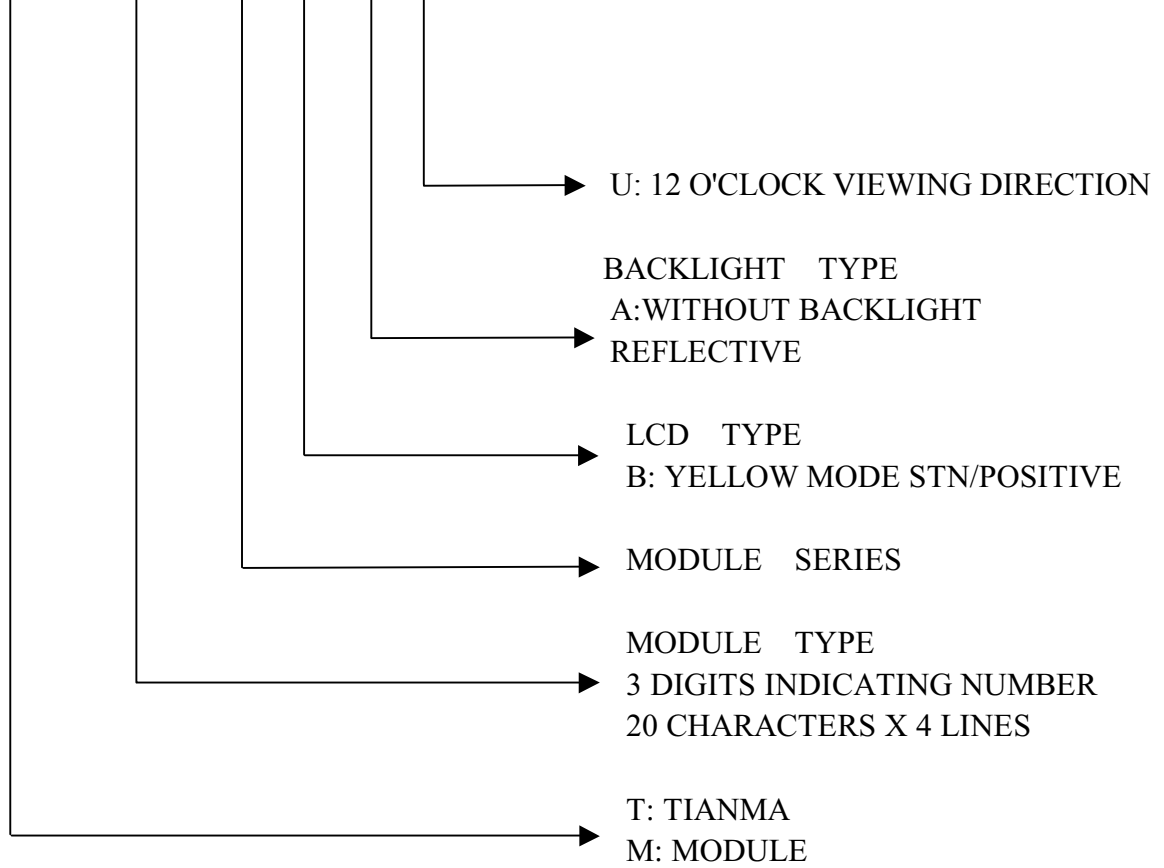 U: 12 O'CLOCK VIEWING DIRECTION
BACKLIGHT TYPE
A:WITHOUT BACKLIGHT
REFLECTIVE
LCD TYPE
B: YELLOW MODE STN/POSITIVE
MODULE SERIES
MODULE TYPE
3 DIGITS INDICATING NUMBER
20 CHARACTERS X 4 LINES
T: TIANMA
M: MODULE